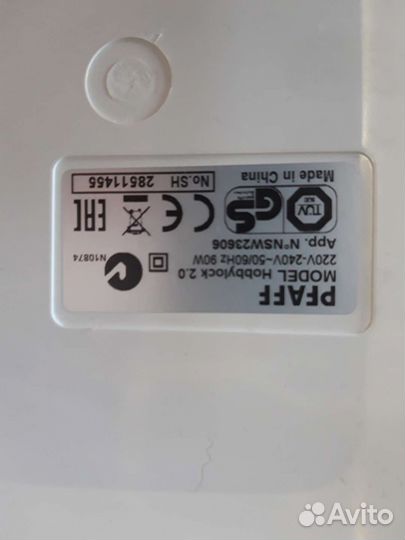 PFAFF
MODEL Hobbylock 2.0
220V-240V~50/60Hz 90W
App. N°NSW23606
N10874
TÜV
GS
CE
EAC
Made in China
No.SH 28511455
Avito